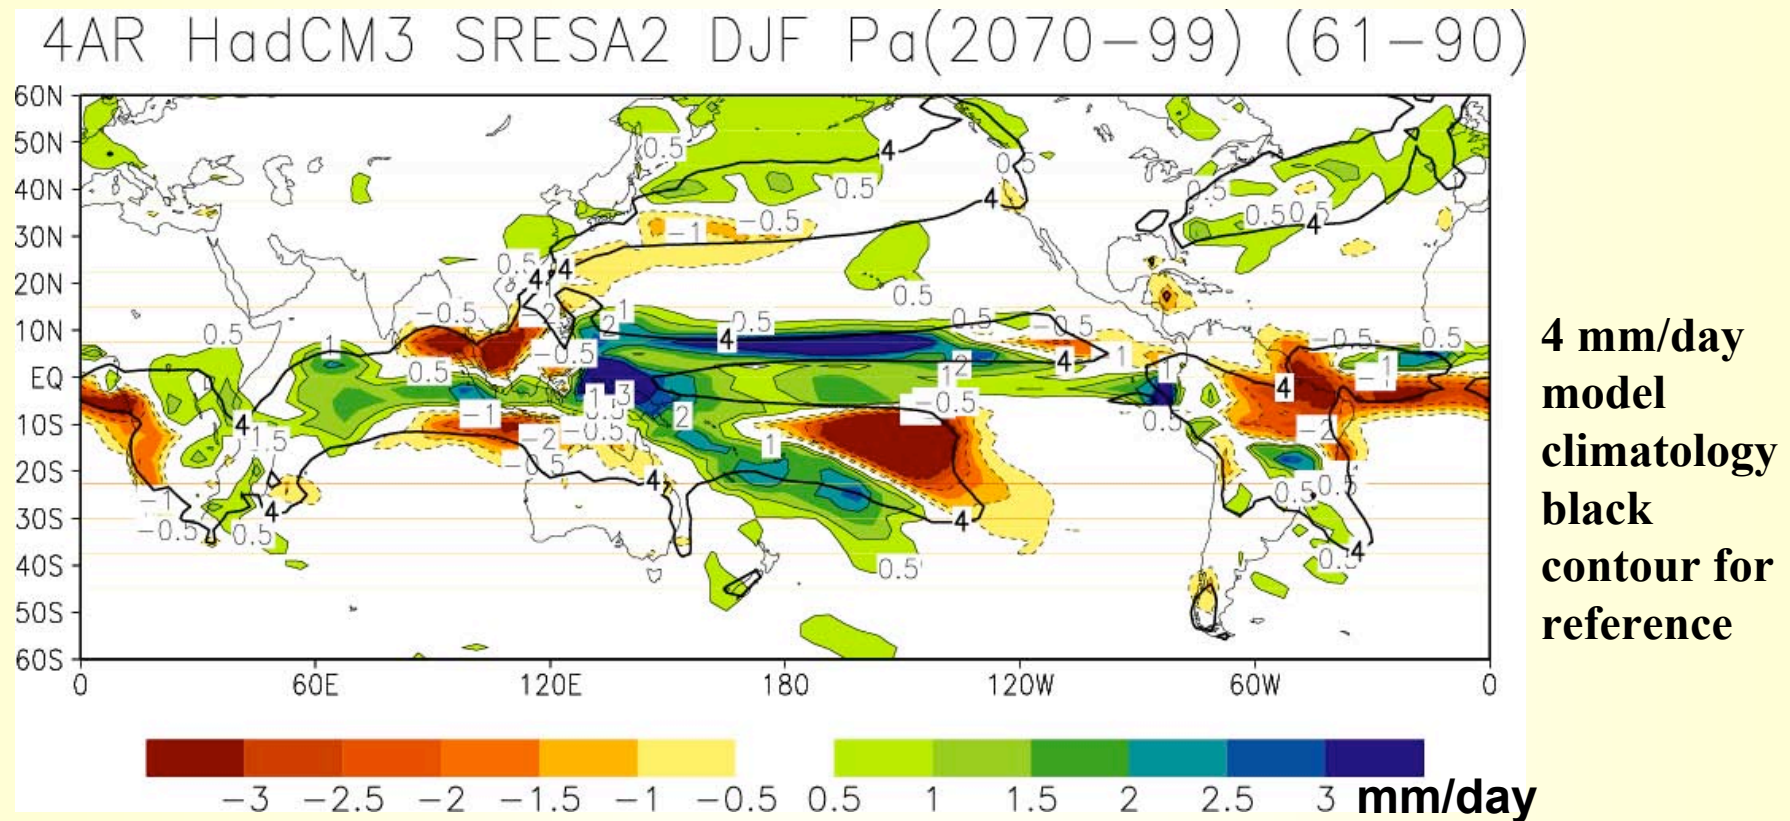 4AR HadCM3 SRESA2 DJF Pa(2070-99) (61-90)
60N
50N
40N
30N
20N
10N
EQ
10S
20S
30S
40S
50S
60S
0 60E 120E 180 120W 60W 0
-3 -2.5 -2 -1.5 -1 -0.5 0.5 1 1.5 2 2.5 3 mm/day
4 mm/day
model
climatology
black
contour for
reference